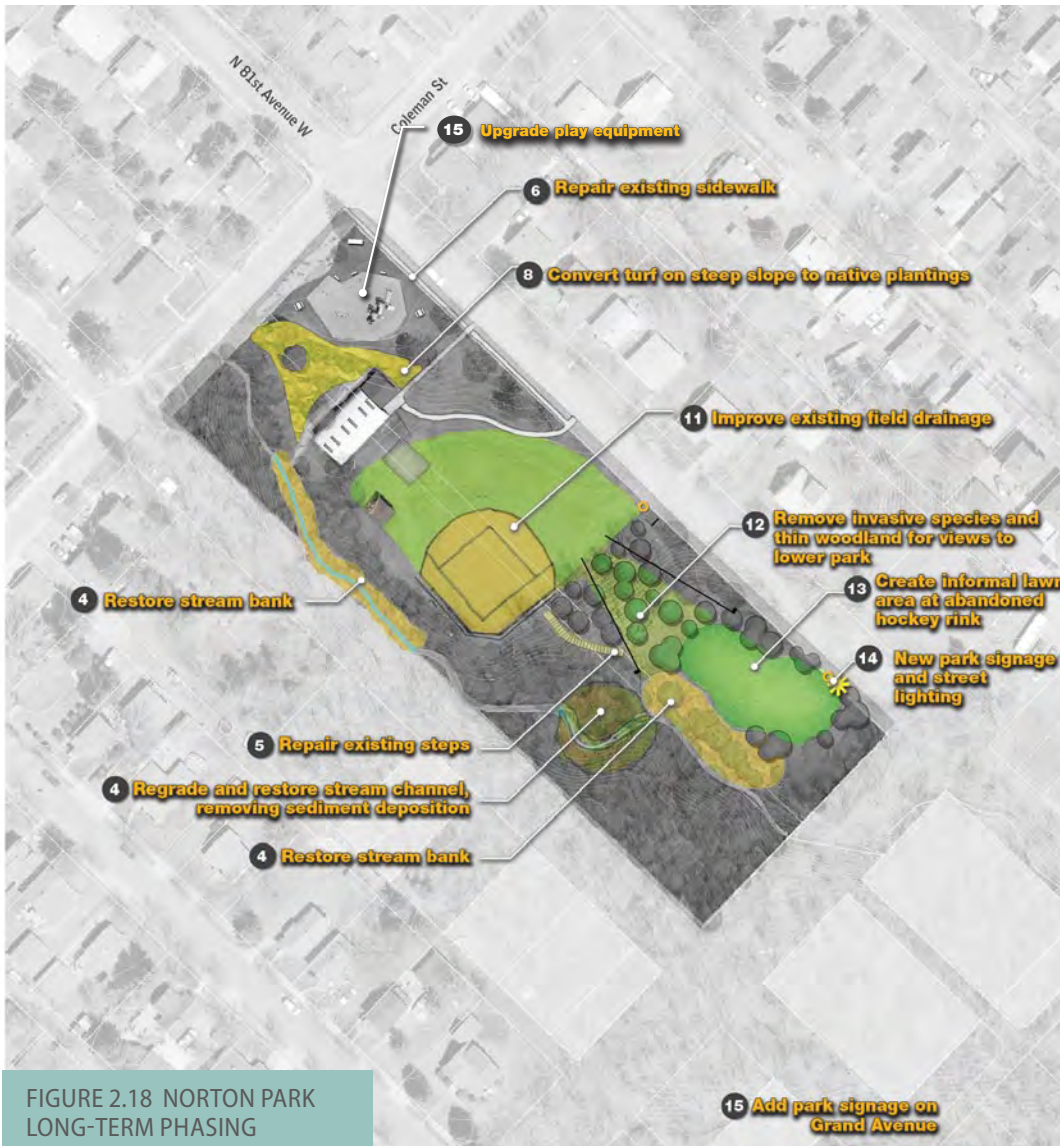 N 81st Avenue W
Coleman St
15 Upgrade play equipment
6 Repair existing sidewalk
8 Convert turf on steep slope to native plantings
11 Improve existing field drainage
12 Remove invasive species and
thin woodland for views to
lower park
13 Create informal lawn
area at abandoned
hockey rink
4 Restore stream bank
14 New park signage
and street
lighting
5 Repair existing steps
4 Regrade and restore stream channel,
removing sediment deposition
4 Restore stream bank
FIGURE 2.18 NORTON PARK
LONG-TERM PHASING
15 Add park signage on
Grand Avenue